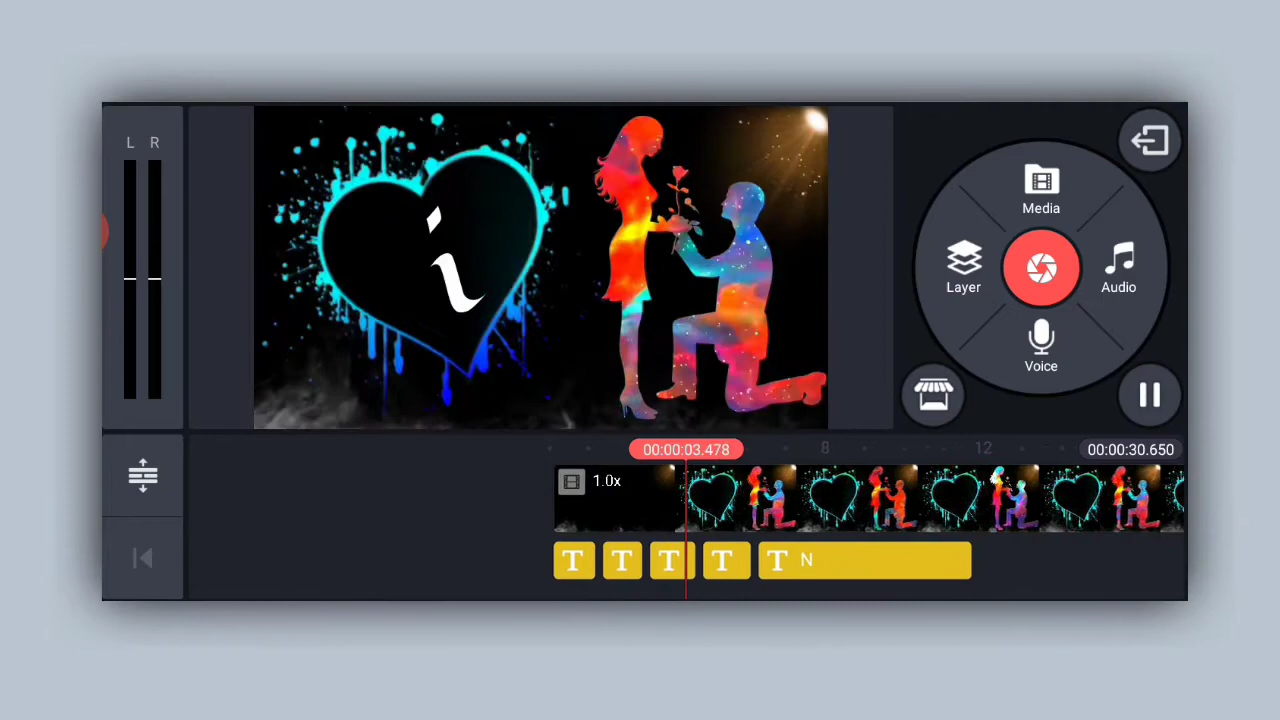 L R
i
Media
Layer
Audio
Voice
00:00:03.478
8
12
00:00:30.650
1.0x
T T T T T N